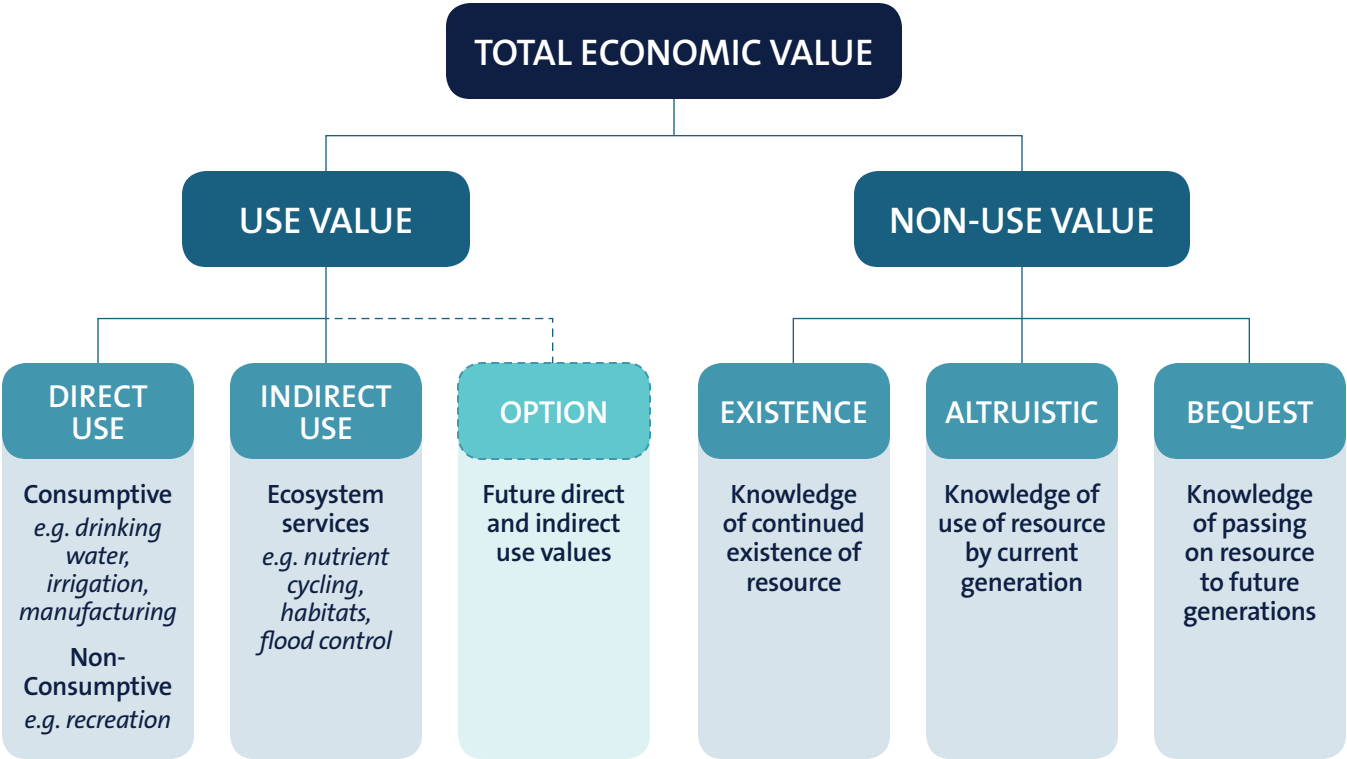 TOTAL ECONOMIC VALUE
USE VALUE
NON-USE VALUE
DIRECT
USE
Consumptive
e.g. drinking
water,
irrigation,
manufacturing
Non-
Consumptive
e.g. recreation
INDIRECT
USE
Ecosystem
services
e.g. nutrient
cycling,
habitats,
flood control
OPTION
Future direct
and indirect
use values
EXISTENCE
Knowledge
of continued
existence of
resource
ALTRUISTIC
Knowledge of
use of resource
by current
generation
BEQUEST
Knowledge
of passing
on resource
to future
generations